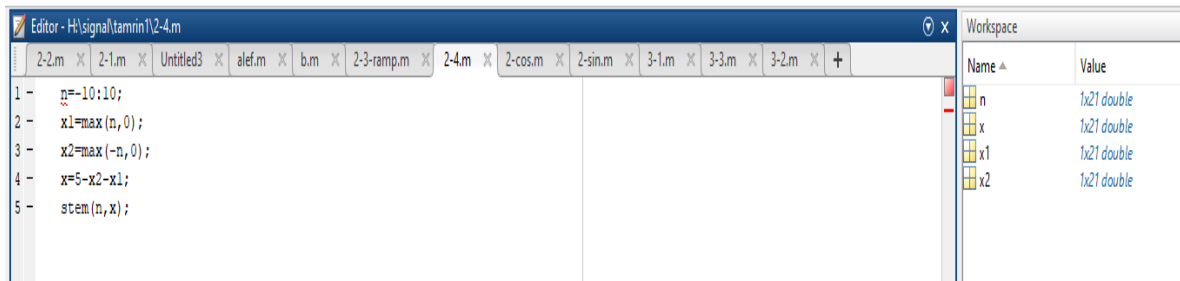 Editor - H:\signal\tamrin1\2-4.m
2-2.m 2-1.m Untitled3 alef.m b.m 2-3-ramp.m 2-4.m 2-cos.m 2-sin.m 3-1.m 3-3.m 3-2.m +
1 - n=-10:10;
2 - x1=max(n,0);
3 - x2=max(-n,0);
4 - x=5-x2-x1;
5 - stem(n,x);
Workspace
Name Value
n 1x21 double
x 1x21 double
x1 1x21 double
x2 1x21 double